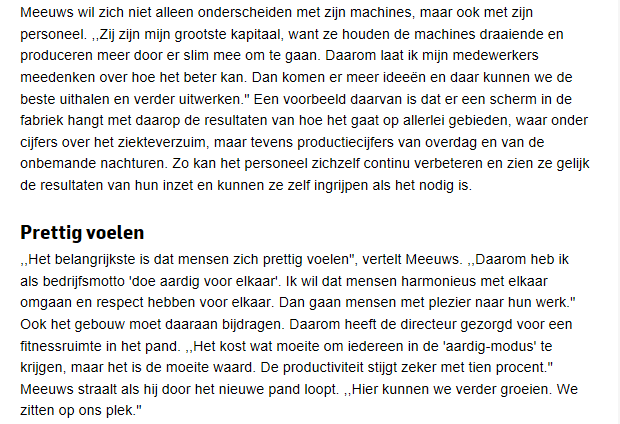 Meeuws wil zich niet alleen onderscheiden met zijn machines, maar ook met zijn
personeel. ,,Zij zijn mijn grootste kapitaal, want ze houden de machines draaiende en
produceren meer door er slim mee om te gaan. Daarom laat ik mijn medewerkers
meedenken over hoe het beter kan. Dan komen er meer ideeën en daar kunnen we de
beste uithalen en verder uitwerken." Een voorbeeld daarvan is dat er een scherm in de
fabriek hangt met daarop de resultaten van hoe het gaat op allerlei gebieden, waar onder
cijfers over het ziekteverzuim, maar tevens productiecijfers van overdag en van de
onbemande nachturen. Zo kan het personeel zichzelf continu verbeteren en zien ze gelijk
de resultaten van hun inzet en kunnen ze zelf ingrijpen als het nodig is.
Prettig voelen
,,Het belangrijkste is dat mensen zich prettig voelen", vertelt Meeuws. ,,Daarom heb ik
als bedrijfsmotto 'doe aardig voor elkaar'. Ik wil dat mensen harmonieus met elkaar
omgaan en respect hebben voor elkaar. Dan gaan mensen met plezier naar hun werk."
Ook het gebouw moet daaraan bijdragen. Daarom heeft de directeur gezorgd voor een
fitnessruimte in het pand. ,,Het kost wat moeite om iedereen in de 'aardig-modus' te
krijgen, maar het is de moeite waard. De productiviteit stijgt zeker met tien procent."
Meeuws straalt als hij door het nieuwe pand loopt. ,,Hier kunnen we verder groeien. We
zitten op ons plek."